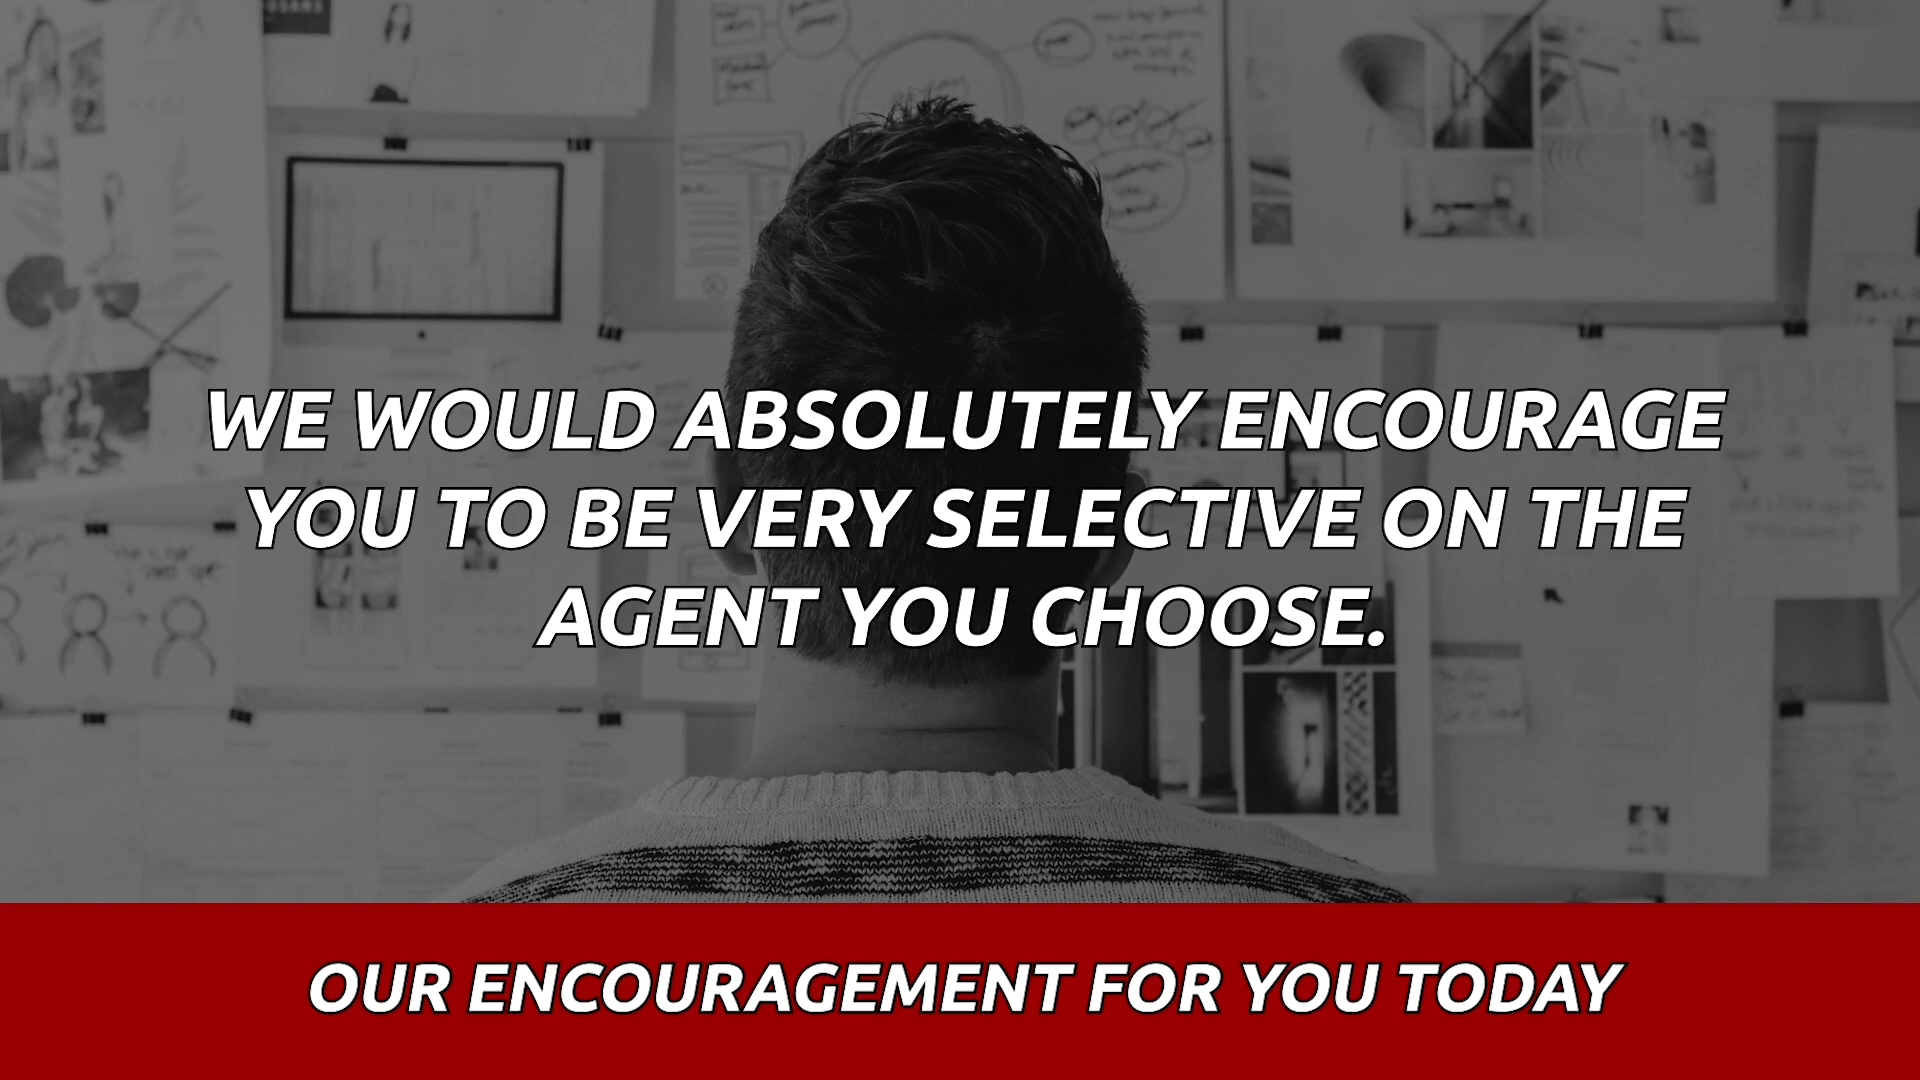 WE WOULD ABSOLUTELY ENCOURAGE
YOU TO BE VERY SELECTIVE ON THE
AGENT YOU CHOOSE.
OUR ENCOURAGEMENT FOR YOU TODAY